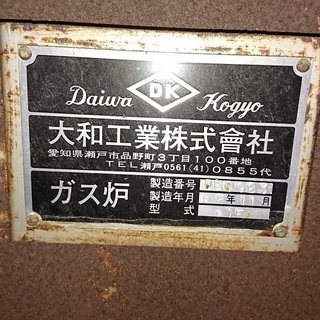 Daiwa DK Kogyo
大和工業株式會社
愛知県瀬戸市品野町3丁目100番地
TEL瀬戸0561(41)0855代
ガス炉
製造番号
製造年月 年 月
型式